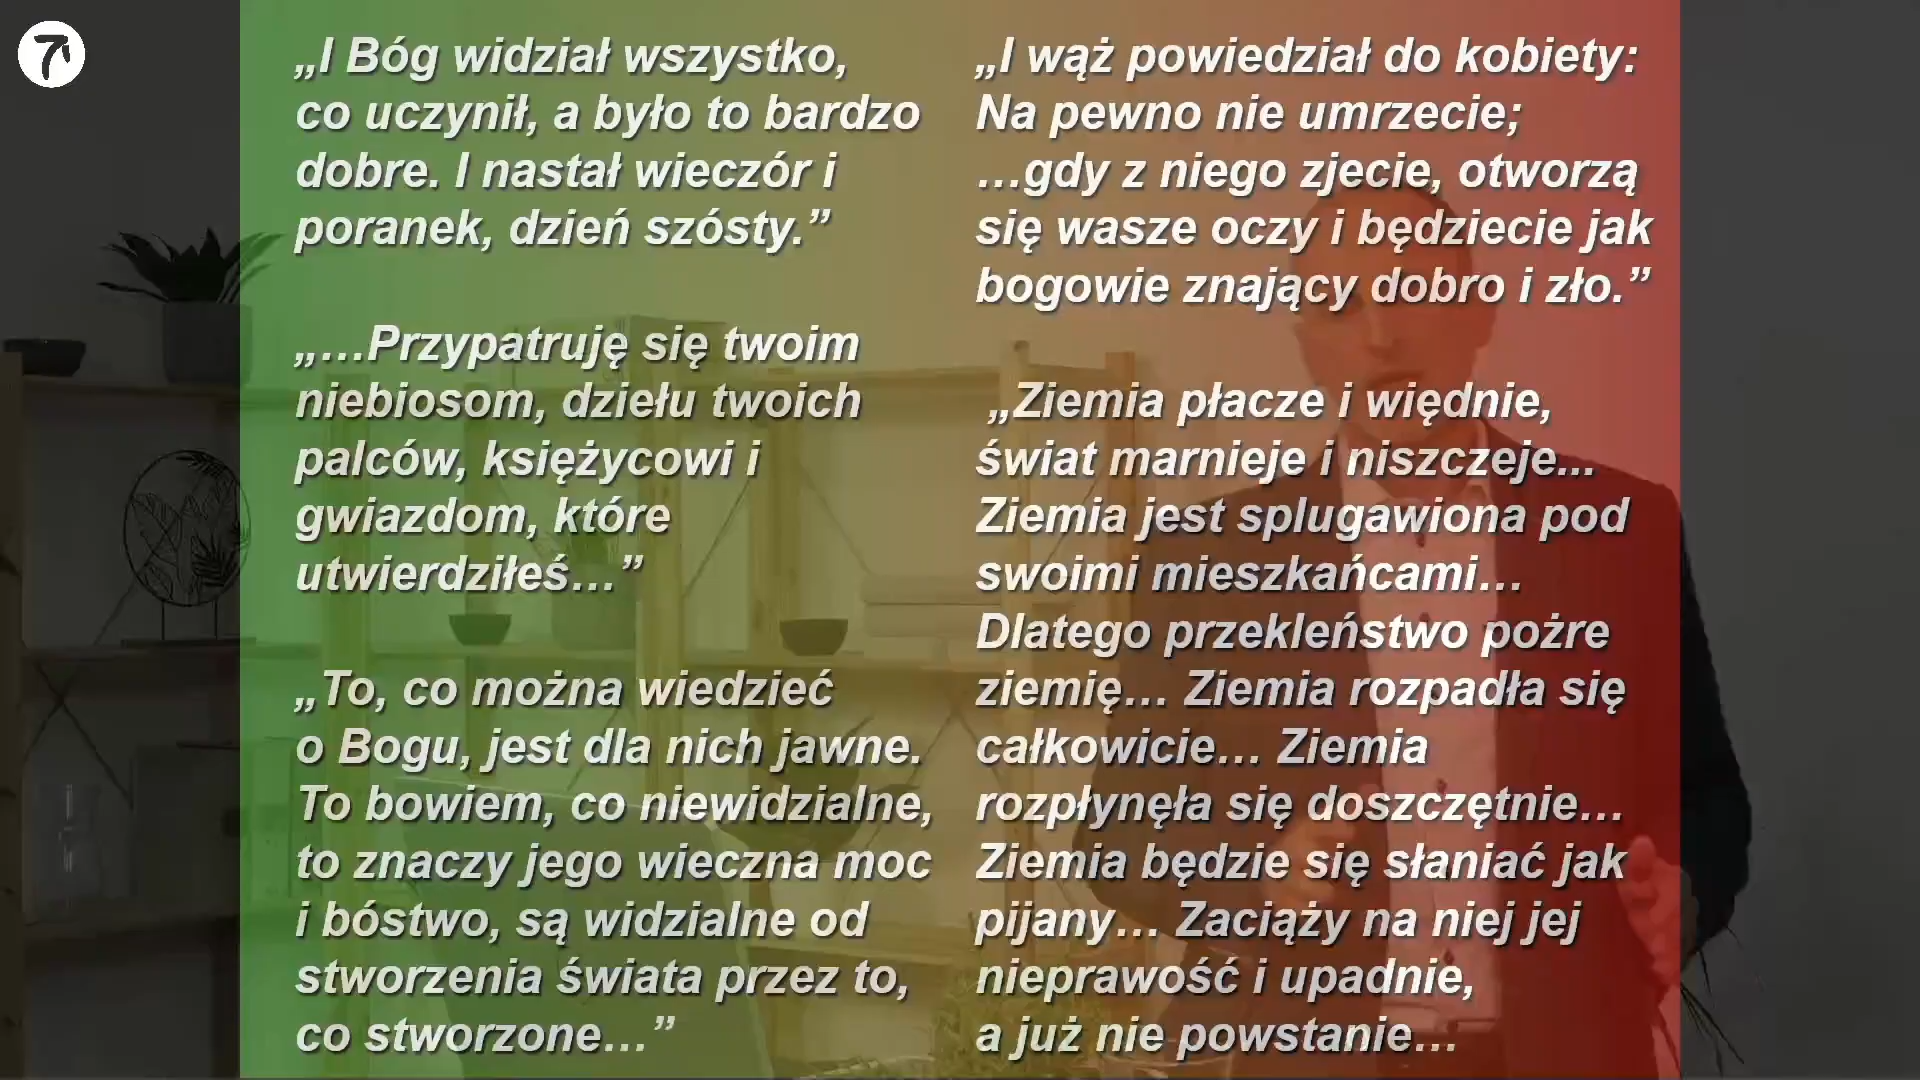 „I Bóg widział wszystko,
co uczynił, a było to bardzo
dobre. I nastał wieczór i
poranek, dzień szósty.”
„…Przypatruję się twoim
niebiosom, dziełu twoich
palców, księżycowi i
gwiazdom, które
utwierdziłeś…”
„To, co można wiedzieć
o Bogu, jest dla nich jawne.
To bowiem, co niewidzialne,
to znaczy jego wieczna moc
i bóstwo, są widzialne od
stworzenia świata przez to,
co stworzone…”
„I wąż powiedział do kobiety:
Na pewno nie umrzecie;
…gdy z niego zjecie, otworzą
się wasze oczy i będziecie jak
bogowie znający dobro i zło.”
„Ziemia płacze i więdnie,
świat marnieje i niszczeje...
Ziemia jest splugawiona pod
swoimi mieszkańcami…
Dlatego przekleństwo pożre
ziemię… Ziemia rozpadła się
całkowicie… Ziemia
rozpłynęła się doszczętnie…
Ziemia będzie się słaniać jak
pijany… Zaciąży na niej jej
nieprawość i upadnie,
a już nie powstanie…